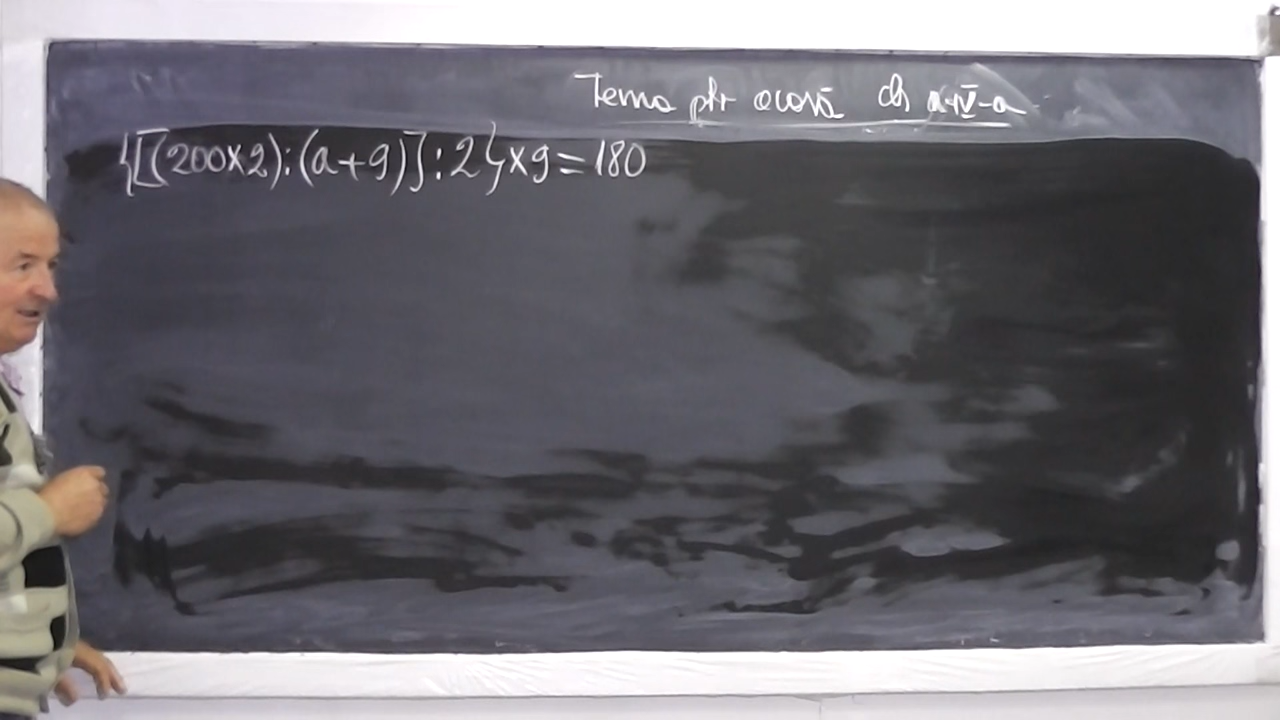 Tema ptr acasă cls a-IV-a
{[(200x2):(a+9)]:2}x9=180